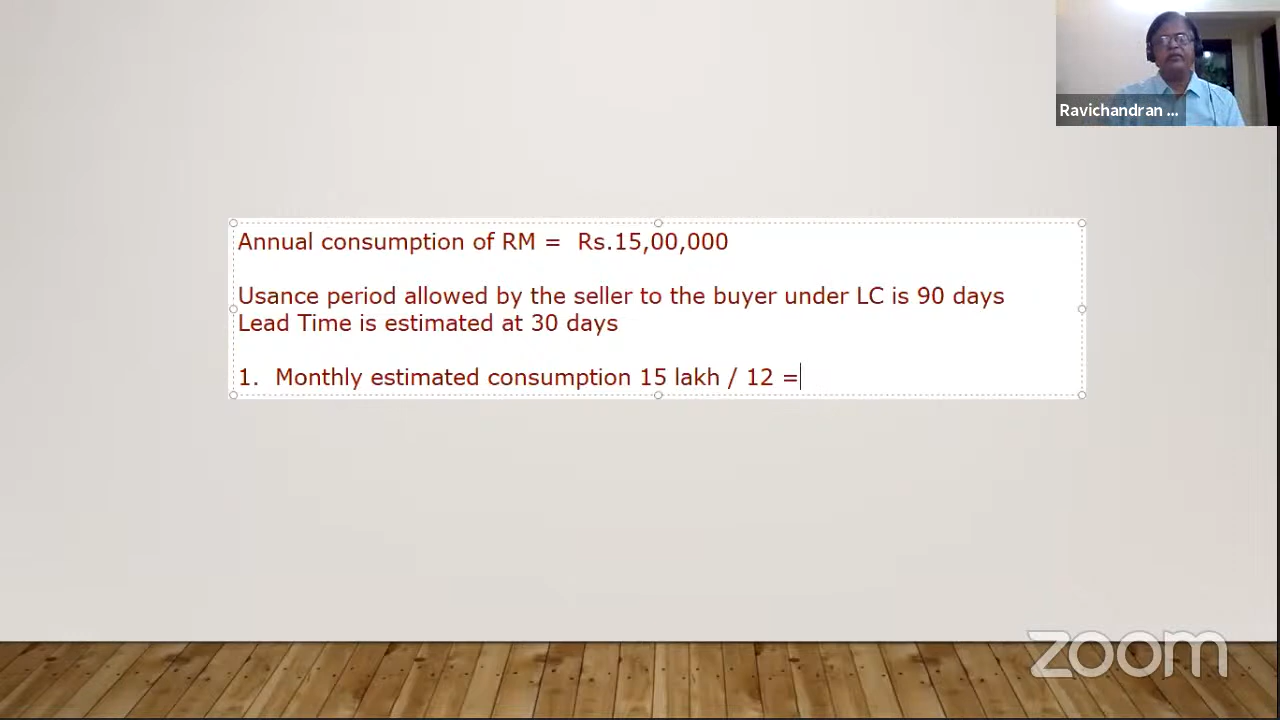 Ravichandran ...
Annual consumption of RM = Rs.15,00,000
Usance period allowed by the seller to the buyer under LC is 90 days
Lead Time is estimated at 30 days
1. Monthly estimated consumption 15 lakh / 12 =
zoom